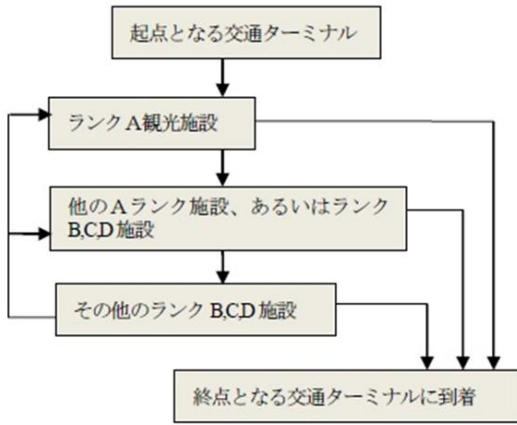 起点となる交通ターミナル
ランクA観光施設
他のAランク施設、あるいはランク
B,C,D 施設
その他のランク B,C,D 施設
終点となる交通ターミナルに到着